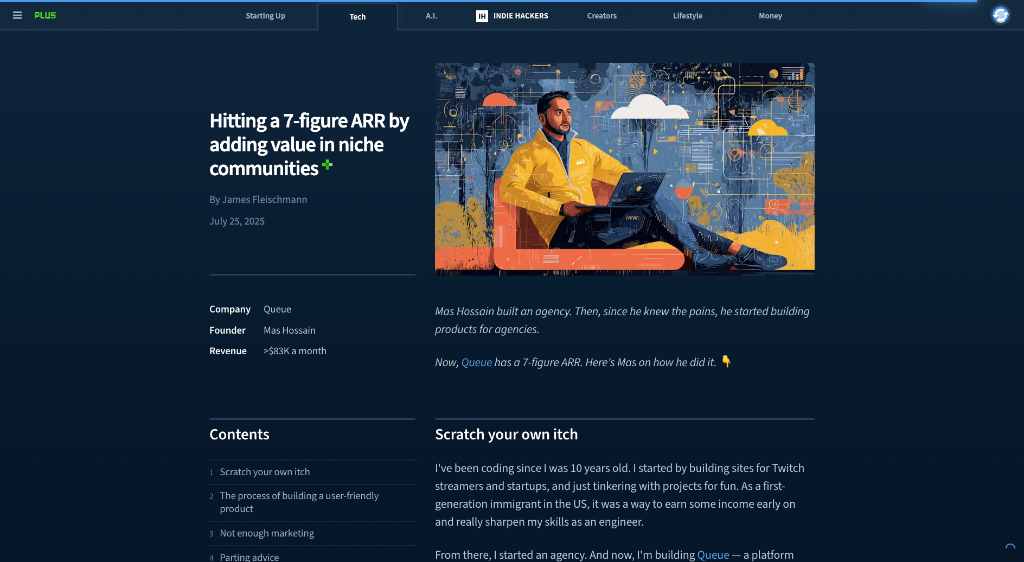 PLUS
Starting Up
Tech
A.I.
IH INDIE HACKERS
Creators
Lifestyle
Money
Hitting a 7-figure ARR by
adding value in niche
communities
By James Fleischmann
July 25, 2025
Company Queue
Founder Mas Hossain
Revenue >$83K a month
Mas Hossain built an agency. Then, since he knew the pains, he started building
products for agencies.
Now, Queue has a 7-figure ARR. Here's Mas on how he did it. 👇
Contents
1 Scratch your own itch
2 The process of building a user-friendly
product
3 Not enough marketing
4 Parting advice
Scratch your own itch
I've been coding since I was 10 years old. I started by building sites for Twitch
streamers and startups, and just tinkering with projects for fun. As a first-
generation immigrant in the US, it was a way to earn some income early on
and really sharpen my skills as an engineer.
From there, I started an agency. And now, I'm building Queue — a platform